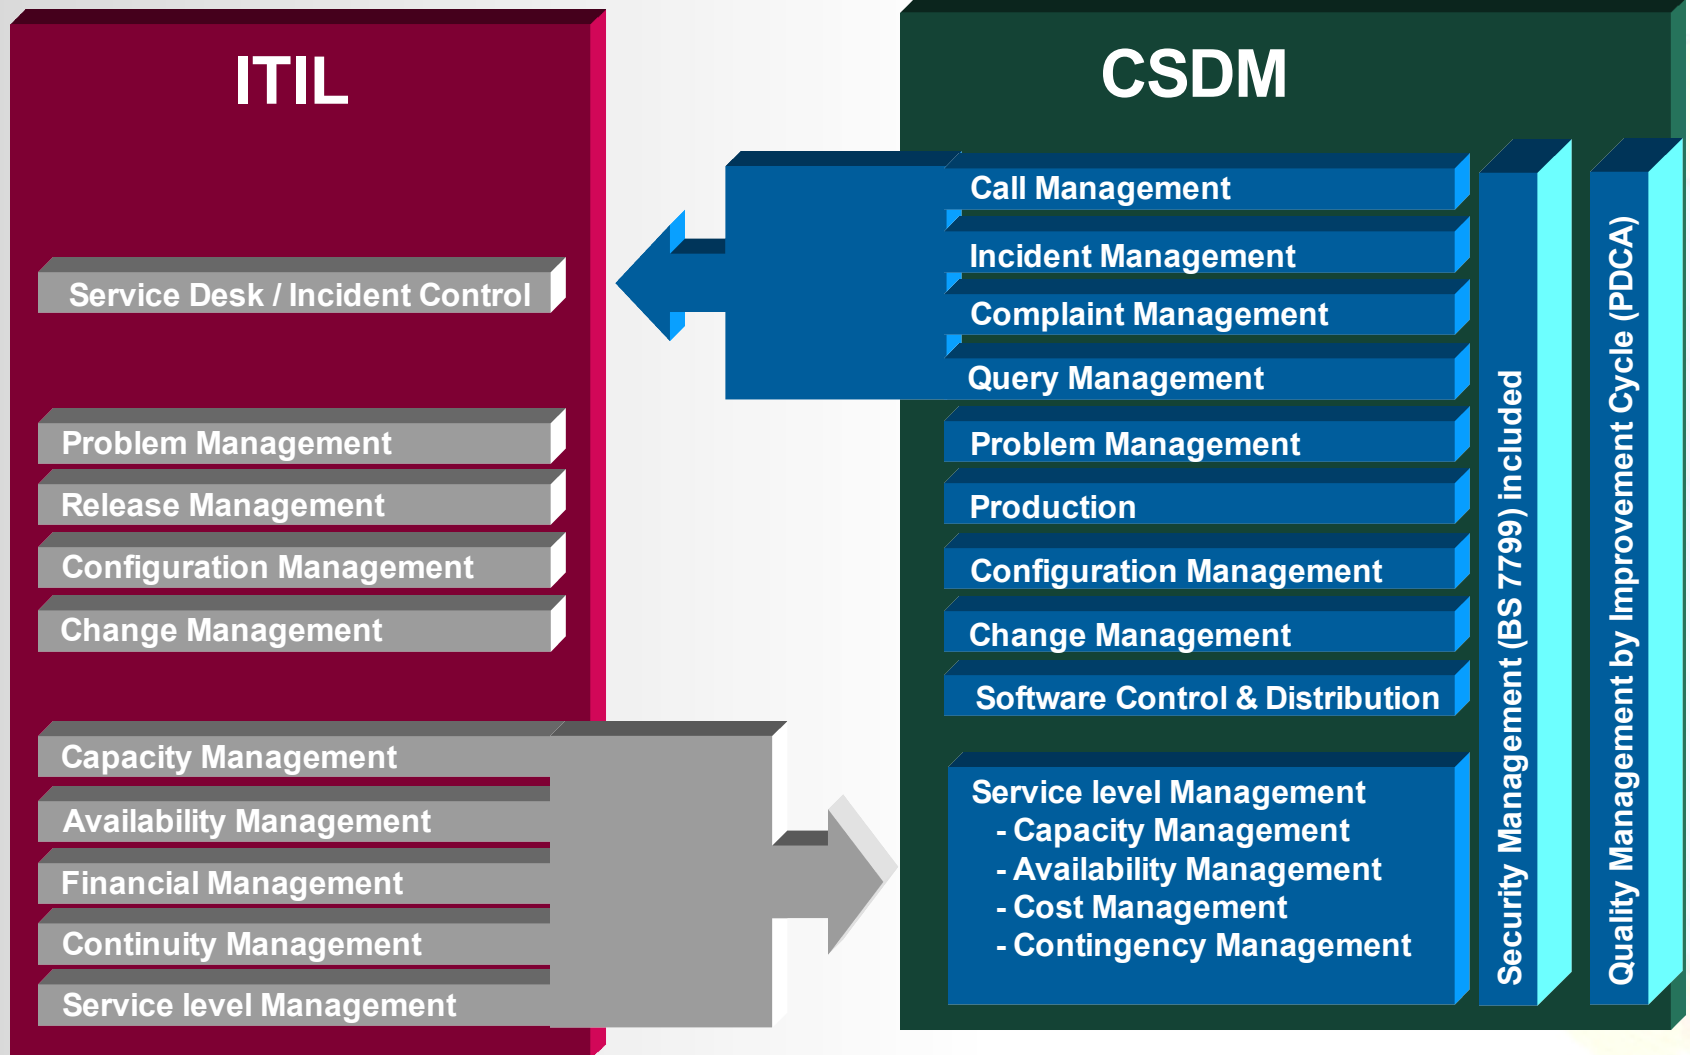 ITIL
Service Desk / Incident Control
Problem Management
Release Management
Configuration Management
Change Management
Capacity Management
Availability Management
Financial Management
Continuity Management
Service level Management
CSDM
Call Management
Incident Management
Complaint Management
Query Management
Problem Management
Production
Configuration Management
Change Management
Software Control & Distribution
Service level Management
- Capacity Management
- Availability Management
- Cost Management
- Contingency Management
Security Management (BS 7799) included
Quality Management by Improvement Cycle (PDCA)